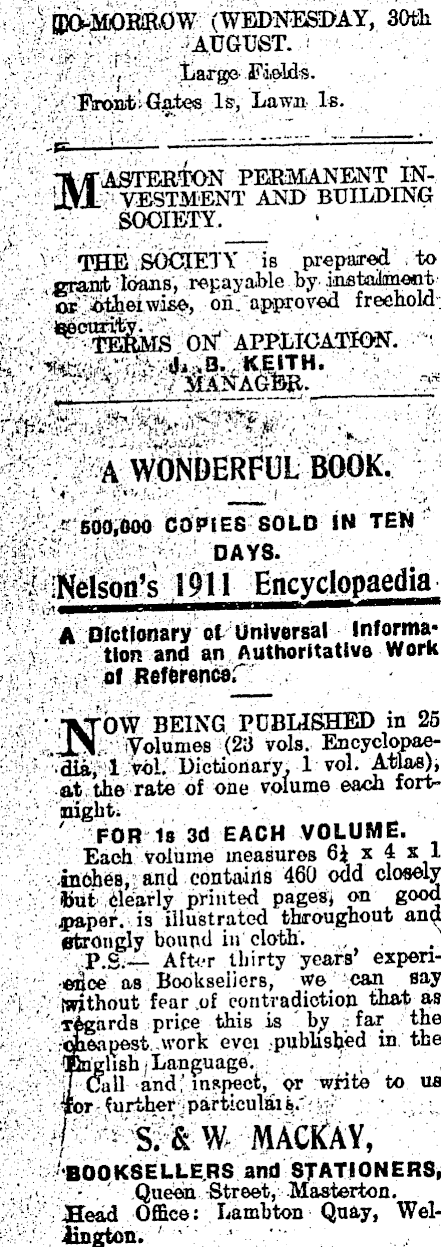 TO-MORROW (WEDNESDAY, 30th
AUGUST.
Large Fields.
Front Gates 1s, Lawn 1s.
MASTERTON PERMANENT IN-
VESTMENT AND BUILDING
SOCIETY.
THE SOCIETY is prepared to
grant loans, repayable by instalment
or otherwise, on approved freehold
security.
TERMS ON APPLICATION.
J. B. KEITH.
MANAGER.
A WONDERFUL BOOK.
500,000 COPIES SOLD IN TEN
DAYS.
Nelson's 1911 Encyclopaedia
A Dictionary of Universal Informa-
tion and an Authoritative Work
of Reference.
NOW BEING PUBLISHED in 25
Volumes (23 vols. Encyclopae-
dia, 1 vol. Dictionary, 1 vol. Atlas),
at the rate of one volume each fort-
night.
FOR 1s 3d EACH VOLUME.
Each volume measures 6½ x 4 x 1
inches, and contains 460 odd closely
but clearly printed pages, on good
paper. is illustrated throughout and
strongly bound in cloth.
P.S.— After thirty years' experi-
ence as Booksellers, we can say
without fear of contradiction that as
regards price this is by far the
cheapest work ever published in the
English Language.
Call and inspect, or write to us
for further particulars.
S. & W. MACKAY,
BOOKSELLERS and STATIONERS,
Queen Street, Masterton.
Head Office: Lambton Quay, Wel-
lington.